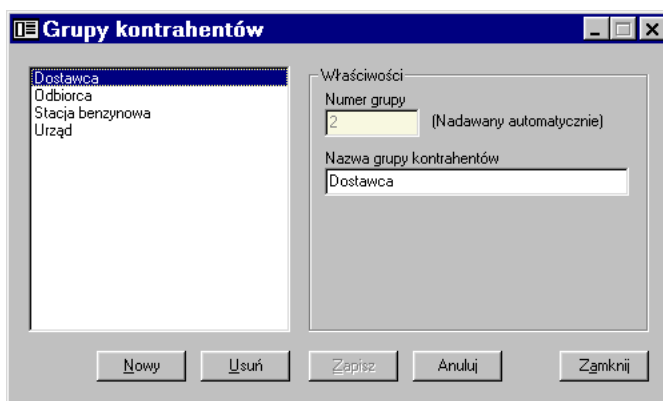 Grupy kontrahentów
Dostawca
Odbiorca
Stacja benzynowa
Urząd
Właściwości
Numer grupy
2 (Nadawany automatycznie)
Nazwa grupy kontrahentów
Dostawca
Nowy Usuń Zapisz Anuluj Zamknij